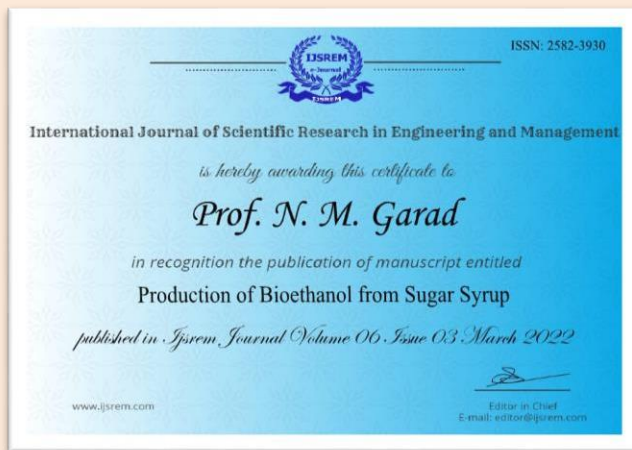 ISSN: 2582-3930
IJSREM
e-Journal
IJSREM
International Journal of Scientific Research in Engineering and Management
is hereby awarding this certificate to
Prof. N. M. Garad
in recognition the publication of manuscript entitled
Production of Bioethanol from Sugar Syrup
published in Ijsrem Journal Volume 06 Issue 03 March 2022
www.ijsrem.com
Editor in Chief
E-mail: editor@ijsrem.com